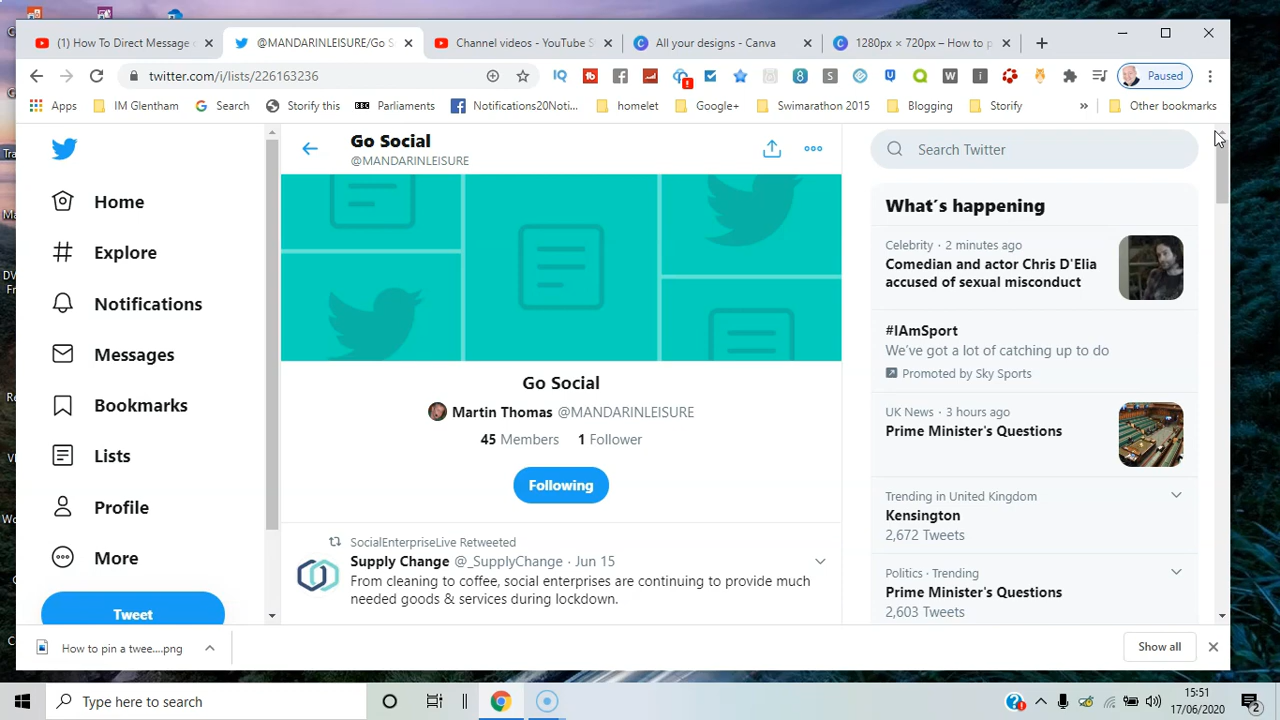 (1) How To Direct Message
@MANDARINLEISURE/Go S
Channel videos - YouTube S
All your designs - Canva
1280px × 720px – How to p
twitter.com/i/lists/226163236
Paused
Apps
IM Glentham
Search
Storify this
Parliaments
Notifications20Noti...
homelet
Google+
Swimarathon 2015
Blogging
Storify
»
Other bookmarks
Home
Explore
Notifications
Messages
Bookmarks
Lists
Profile
More
Tweet
Go Social
@MANDARINLEISURE
Go Social
Martin Thomas @MANDARINLEISURE
45 Members 1 Follower
Following
SocialEnterpriseLive Retweeted
Supply Change @_SupplyChange · Jun 15
From cleaning to coffee, social enterprises are continuing to provide much
needed goods & services during lockdown.
Search Twitter
What's happening
Celebrity · 2 minutes ago
Comedian and actor Chris D'Elia
accused of sexual misconduct
#IAmSport
We've got a lot of catching up to do
Promoted by Sky Sports
UK News · 3 hours ago
Prime Minister's Questions
Trending in United Kingdom
Kensington
2,672 Tweets
Politics · Trending
Prime Minister's Questions
2,603 Tweets
How to pin a twee....png
Show all
Type here to search
15:51
17/06/2020
2